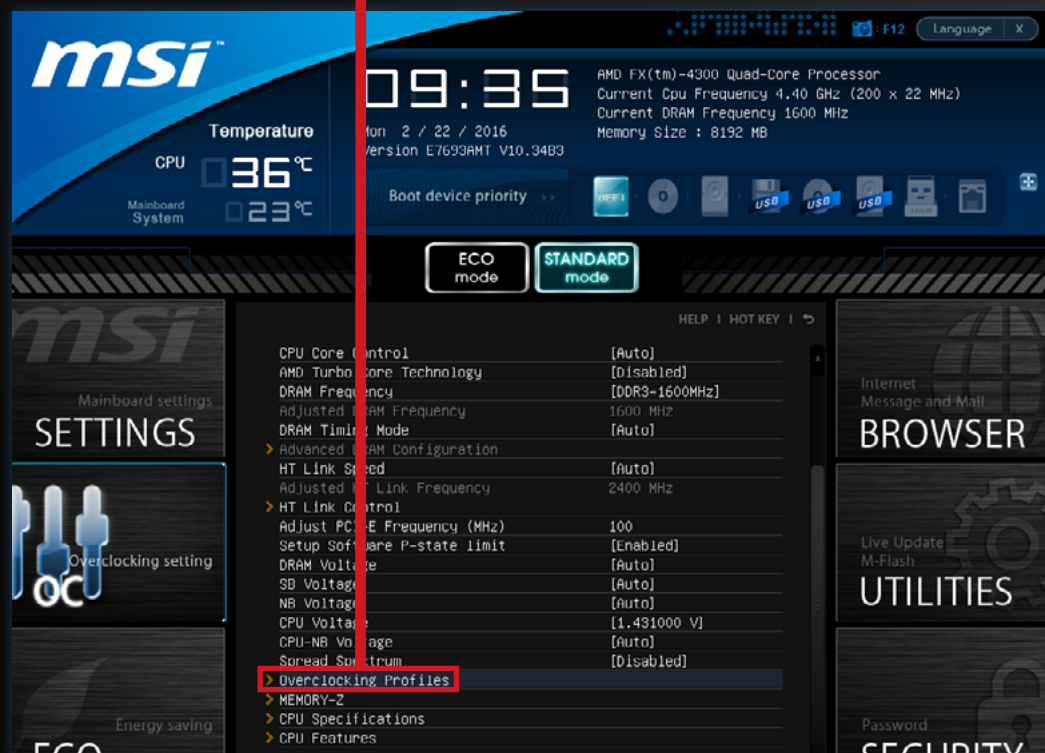 msi™
F12 Language X
09:35
AMD FX(tm)-4300 Quad-Core Processor
Current Cpu Frequency 4.40 GHz (200 x 22 MHz)
Current DRAM Frequency 1600 MHz
Memory Size : 8192 MB
Temperature
Mon 2 / 22 / 2016
Version E7693AMT V10.34B3
CPU 36°C
Mainboard
System 23°C
Boot device priority
UEFI USB USB USB
ECO
mode
STANDARD
mode
msi
HELP | HOT KEY |
CPU Core Control [Auto]
AMD Turbo Core Technology [Disabled]
DRAM Frequency [DDR3-1600MHz]
Adjusted DRAM Frequency 1600 MHz
DRAM Timing Mode [Auto]
> Advanced DRAM Configuration
HT Link Speed [Auto]
Adjusted HT Link Frequency 2400 MHz
> HT Link Control
Adjust PCI-E Frequency (MHz) 100
Setup Software P-state limit [Enabled]
DRAM Voltage [Auto]
SB Voltage [Auto]
NB Voltage [Auto]
CPU Voltage [1.431000 V]
CPU-NB Voltage [Auto]
Spread Spectrum [Disabled]
> Overclocking Profiles
> MEMORY-Z
> CPU Specifications
> CPU Features
Mainboard settings
SETTINGS
Overclocking setting
OC
Energy saving
ECO
Internet
Message and Mail
BROWSER
Live Update
M-Flash
UTILITIES
Password
SECURITY